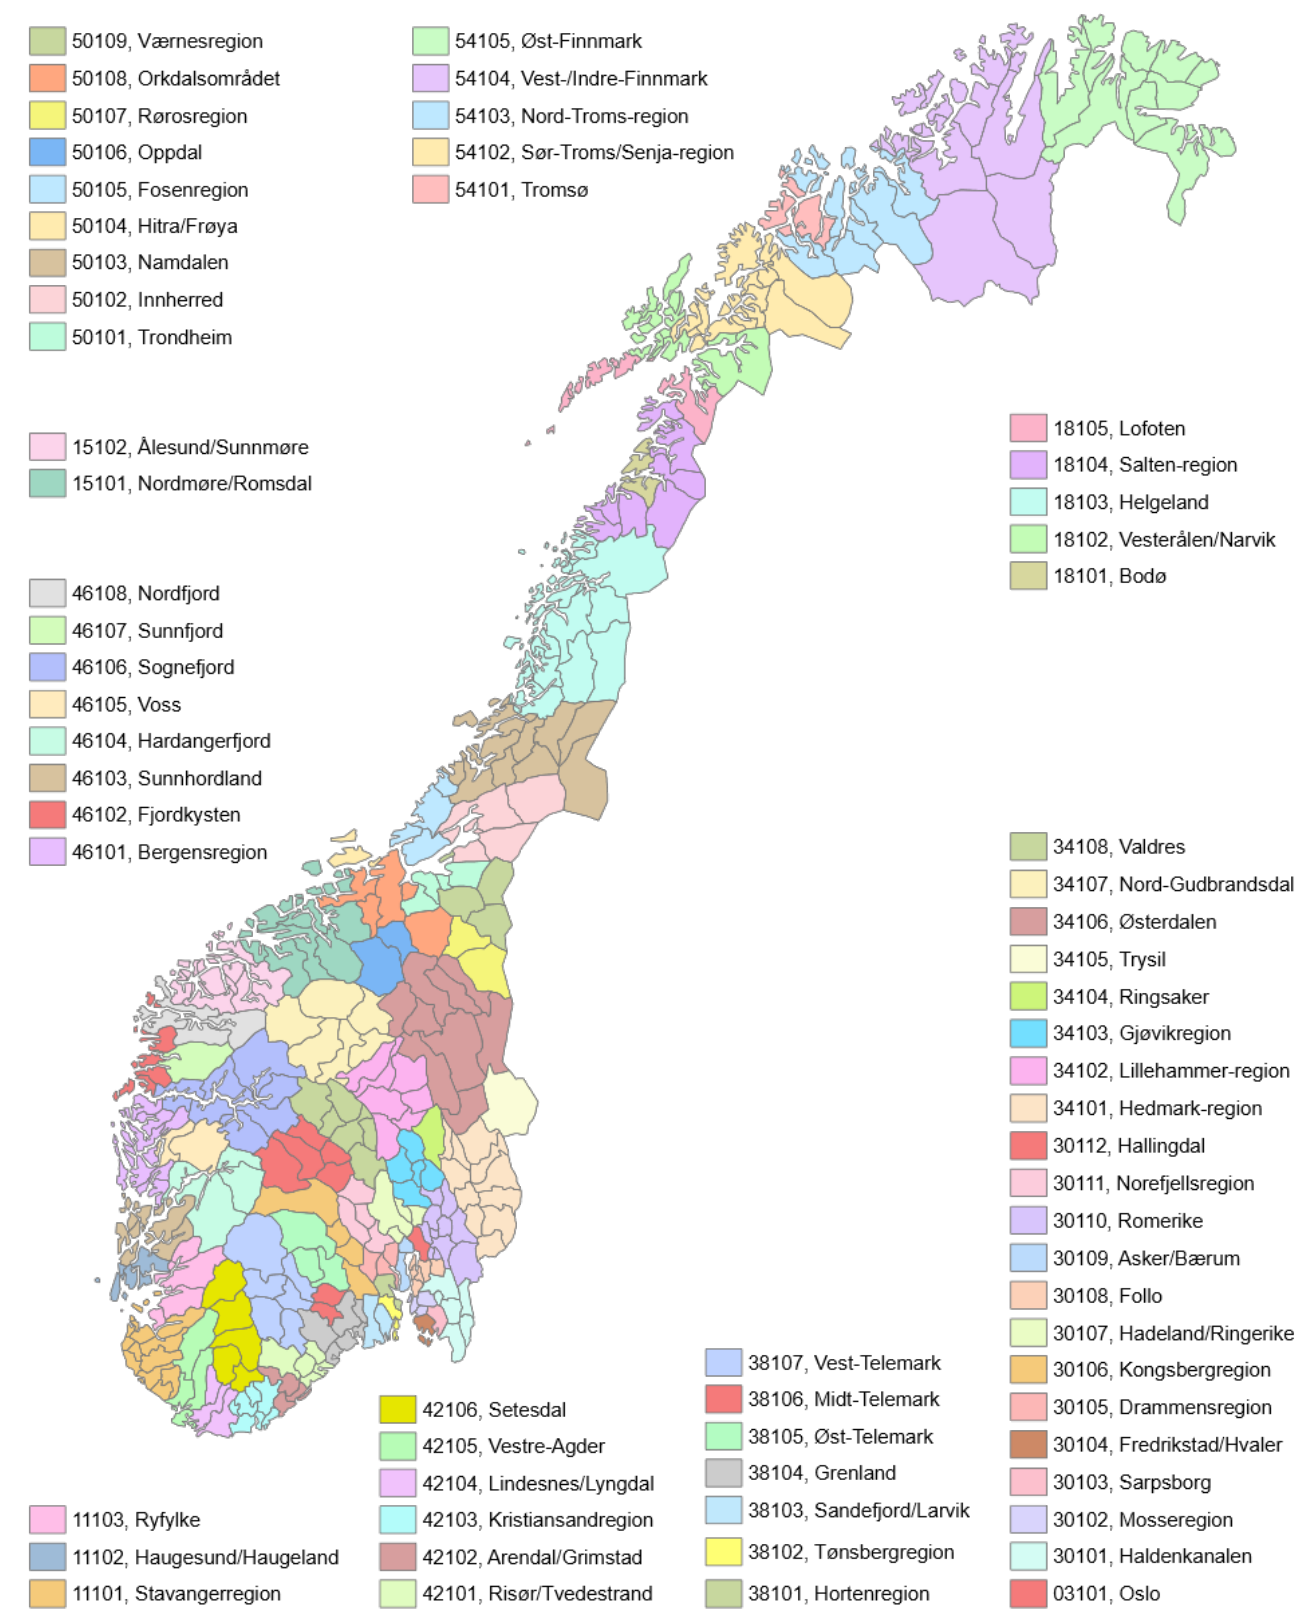 50109, Værnesregion
50108, Orkdalsområdet
50107, Rørosregion
50106, Oppdal
50105, Fosenregion
50104, Hitra/Frøya
50103, Namdalen
50102, Innherred
50101, Trondheim
54105, Øst-Finnmark
54104, Vest-/Indre-Finnmark
54103, Nord-Troms-region
54102, Sør-Troms/Senja-region
54101, Tromsø
15102, Ålesund/Sunnmøre
15101, Nordmøre/Romsdal
18105, Lofoten
18104, Salten-region
18103, Helgeland
18102, Vesterålen/Narvik
18101, Bodø
46108, Nordfjord
46107, Sunnfjord
46106, Sognefjord
46105, Voss
46104, Hardangerfjord
46103, Sunnhordland
46102, Fjordkysten
46101, Bergensregion
34108, Valdres
34107, Nord-Gudbrandsdal
34106, Østerdalen
34105, Trysil
34104, Ringsaker
34103, Gjøvikregion
34102, Lillehammer-region
34101, Hedmark-region
30112, Hallingdal
30111, Norefjellsregion
30110, Romerike
30109, Asker/Bærum
30108, Follo
30107, Hadeland/Ringerike
30106, Kongsbergregion
30105, Drammensregion
30104, Fredrikstad/Hvaler
30103, Sarpsborg
30102, Mosseregion
30101, Haldenkanalen
03101, Oslo
38107, Vest-Telemark
38106, Midt-Telemark
38105, Øst-Telemark
38104, Grenland
38103, Sandefjord/Larvik
38102, Tønsbergregion
38101, Hortenregion
42106, Setesdal
42105, Vestre-Agder
42104, Lindesnes/Lyngdal
42103, Kristiansandregion
42102, Arendal/Grimstad
42101, Risør/Tvedestrand
11103, Ryfylke
11102, Haugesund/Haugeland
11101, Stavangerregion